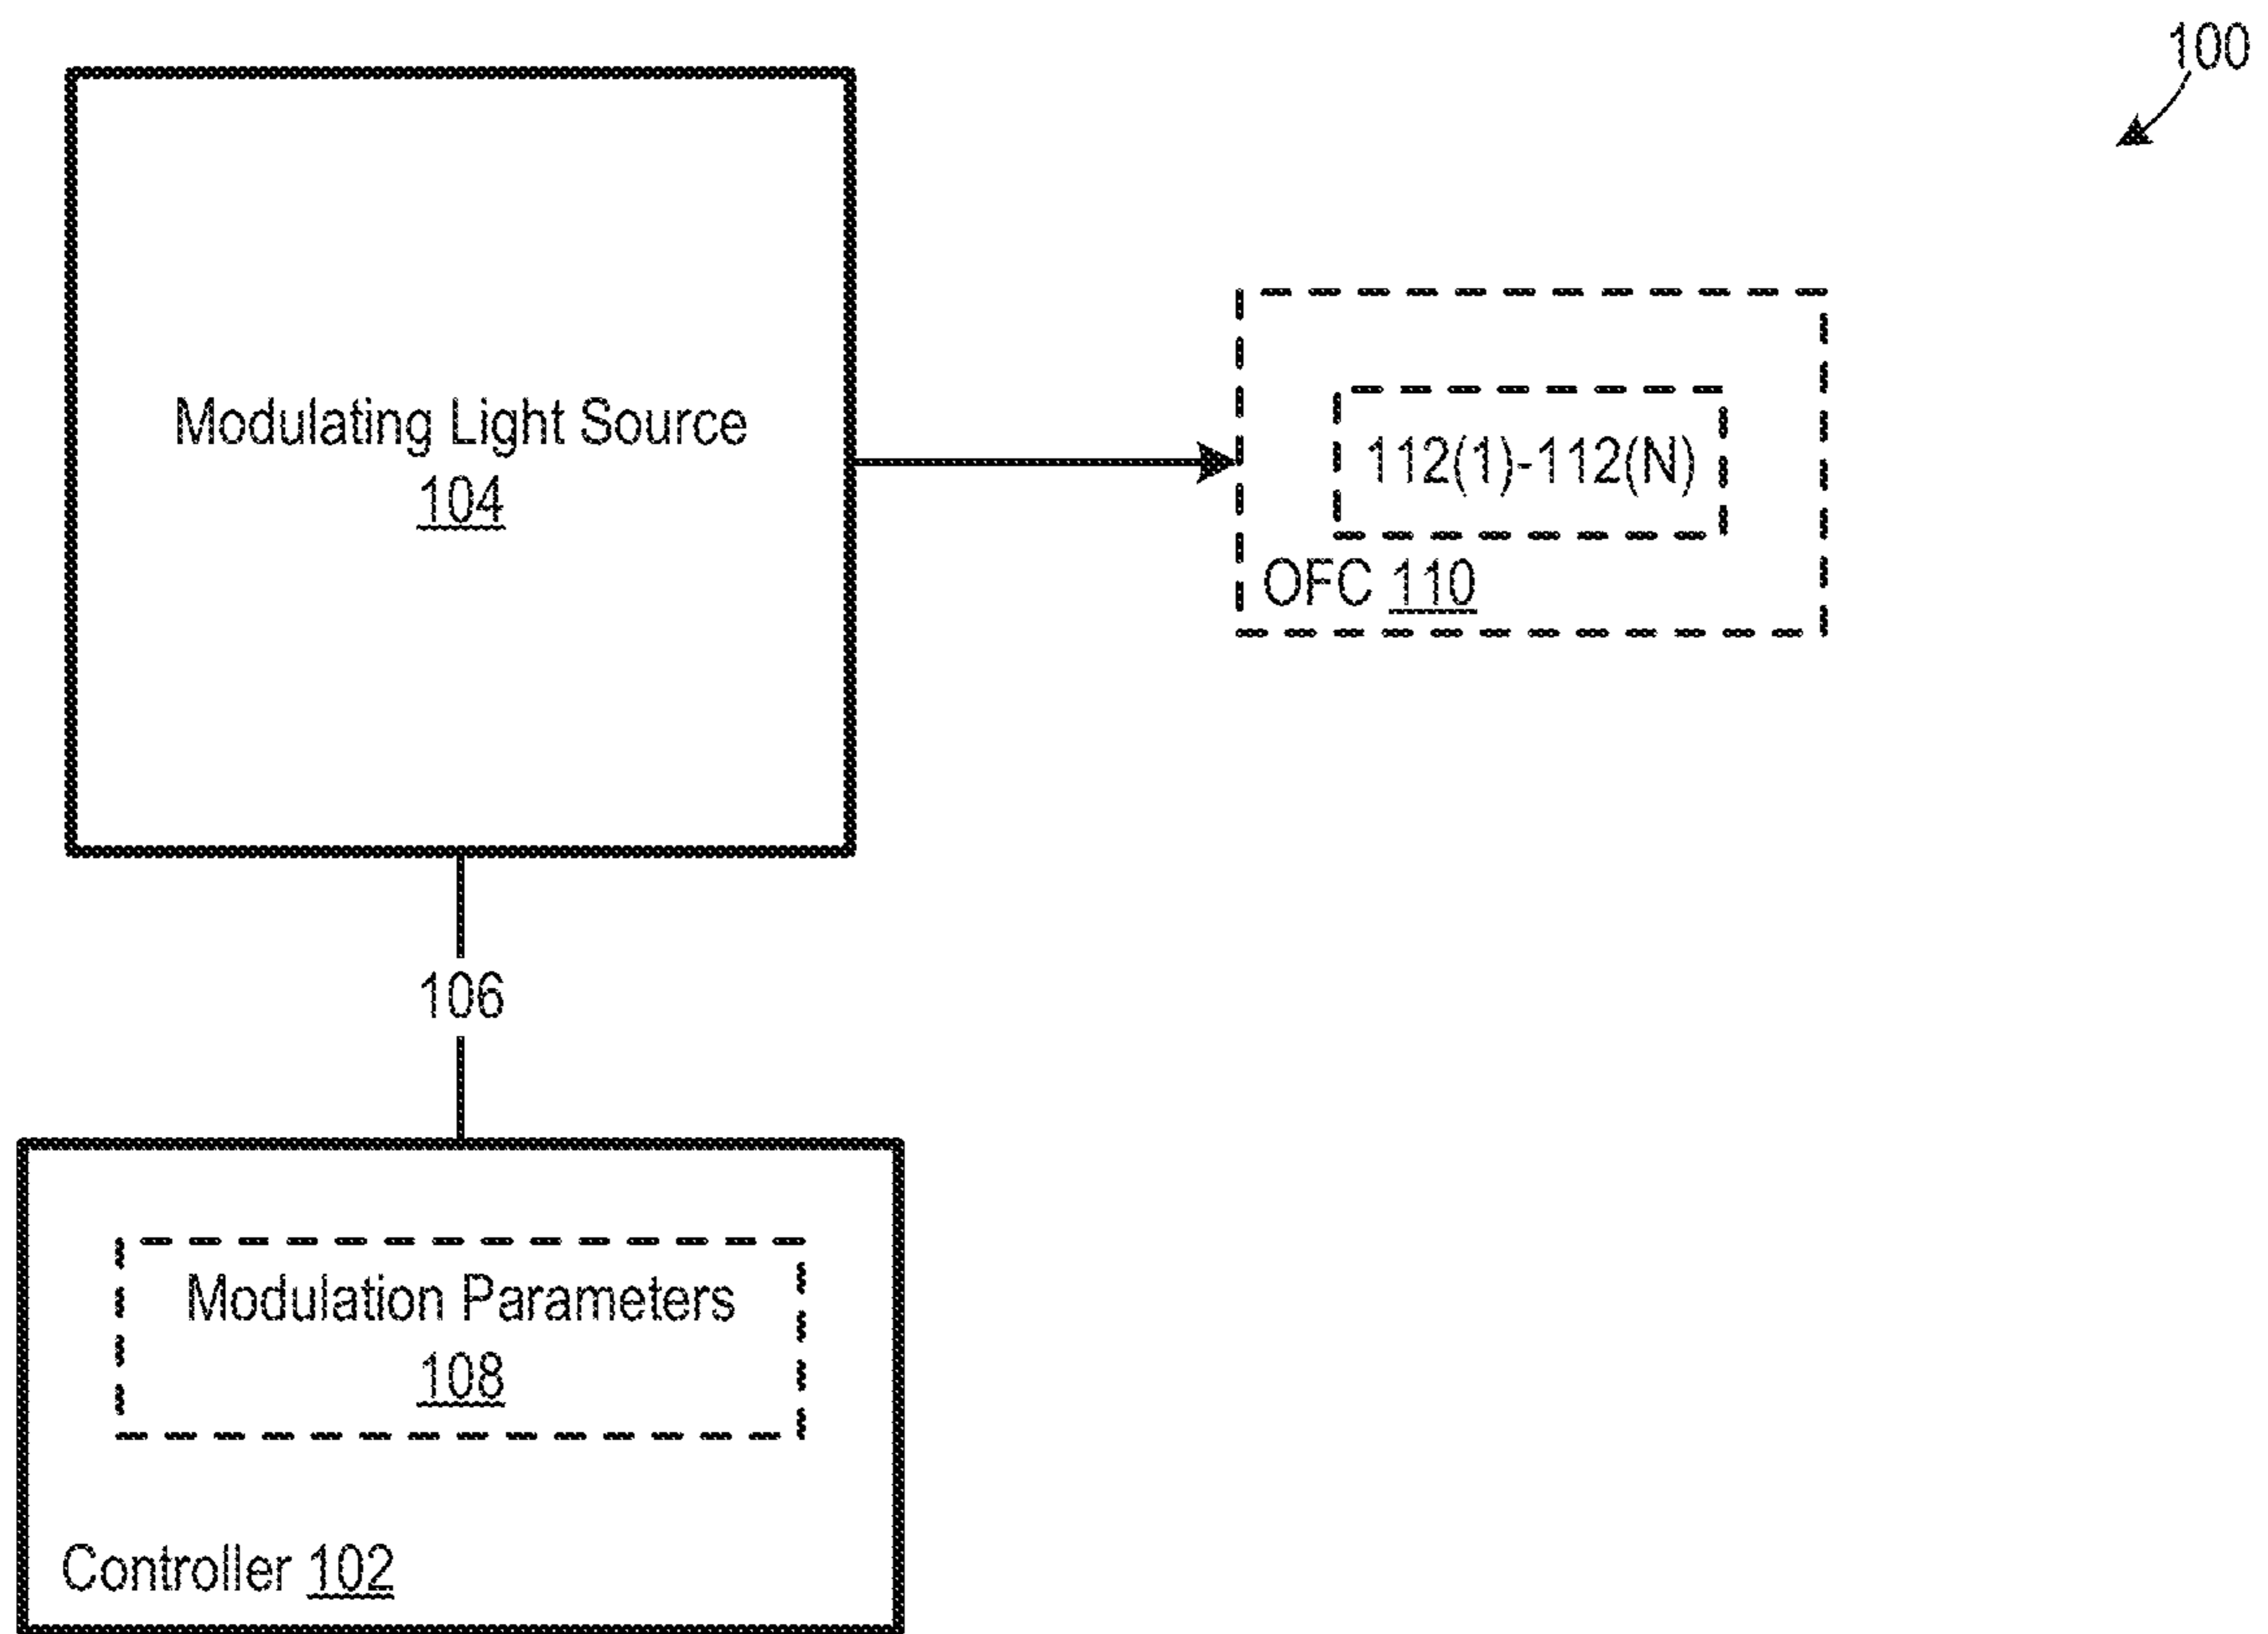 100
Modulating Light Source
104
112(1)-112(N)
OFC 110
106
Modulation Parameters
108
Controller 102